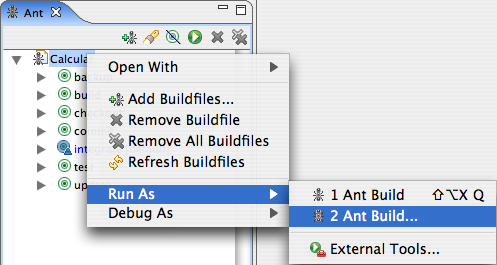 Ant
Calcula
Open With
ba
Add Buildfiles...
bu
Remove Buildfile
ch
Remove All Buildfiles
co
Refresh Buildfiles
int
te
Run As
up
Debug As
1 Ant Build ⇧⌥X Q
2 Ant Build...
External Tools...